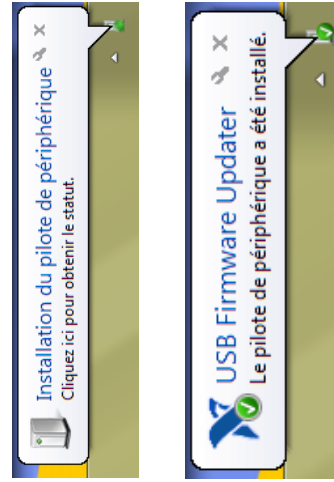 Installation du pilote de périphérique
Cliquez ici pour obtenir le statut.
USB Firmware Updater
Le pilote de périphérique a été installé.